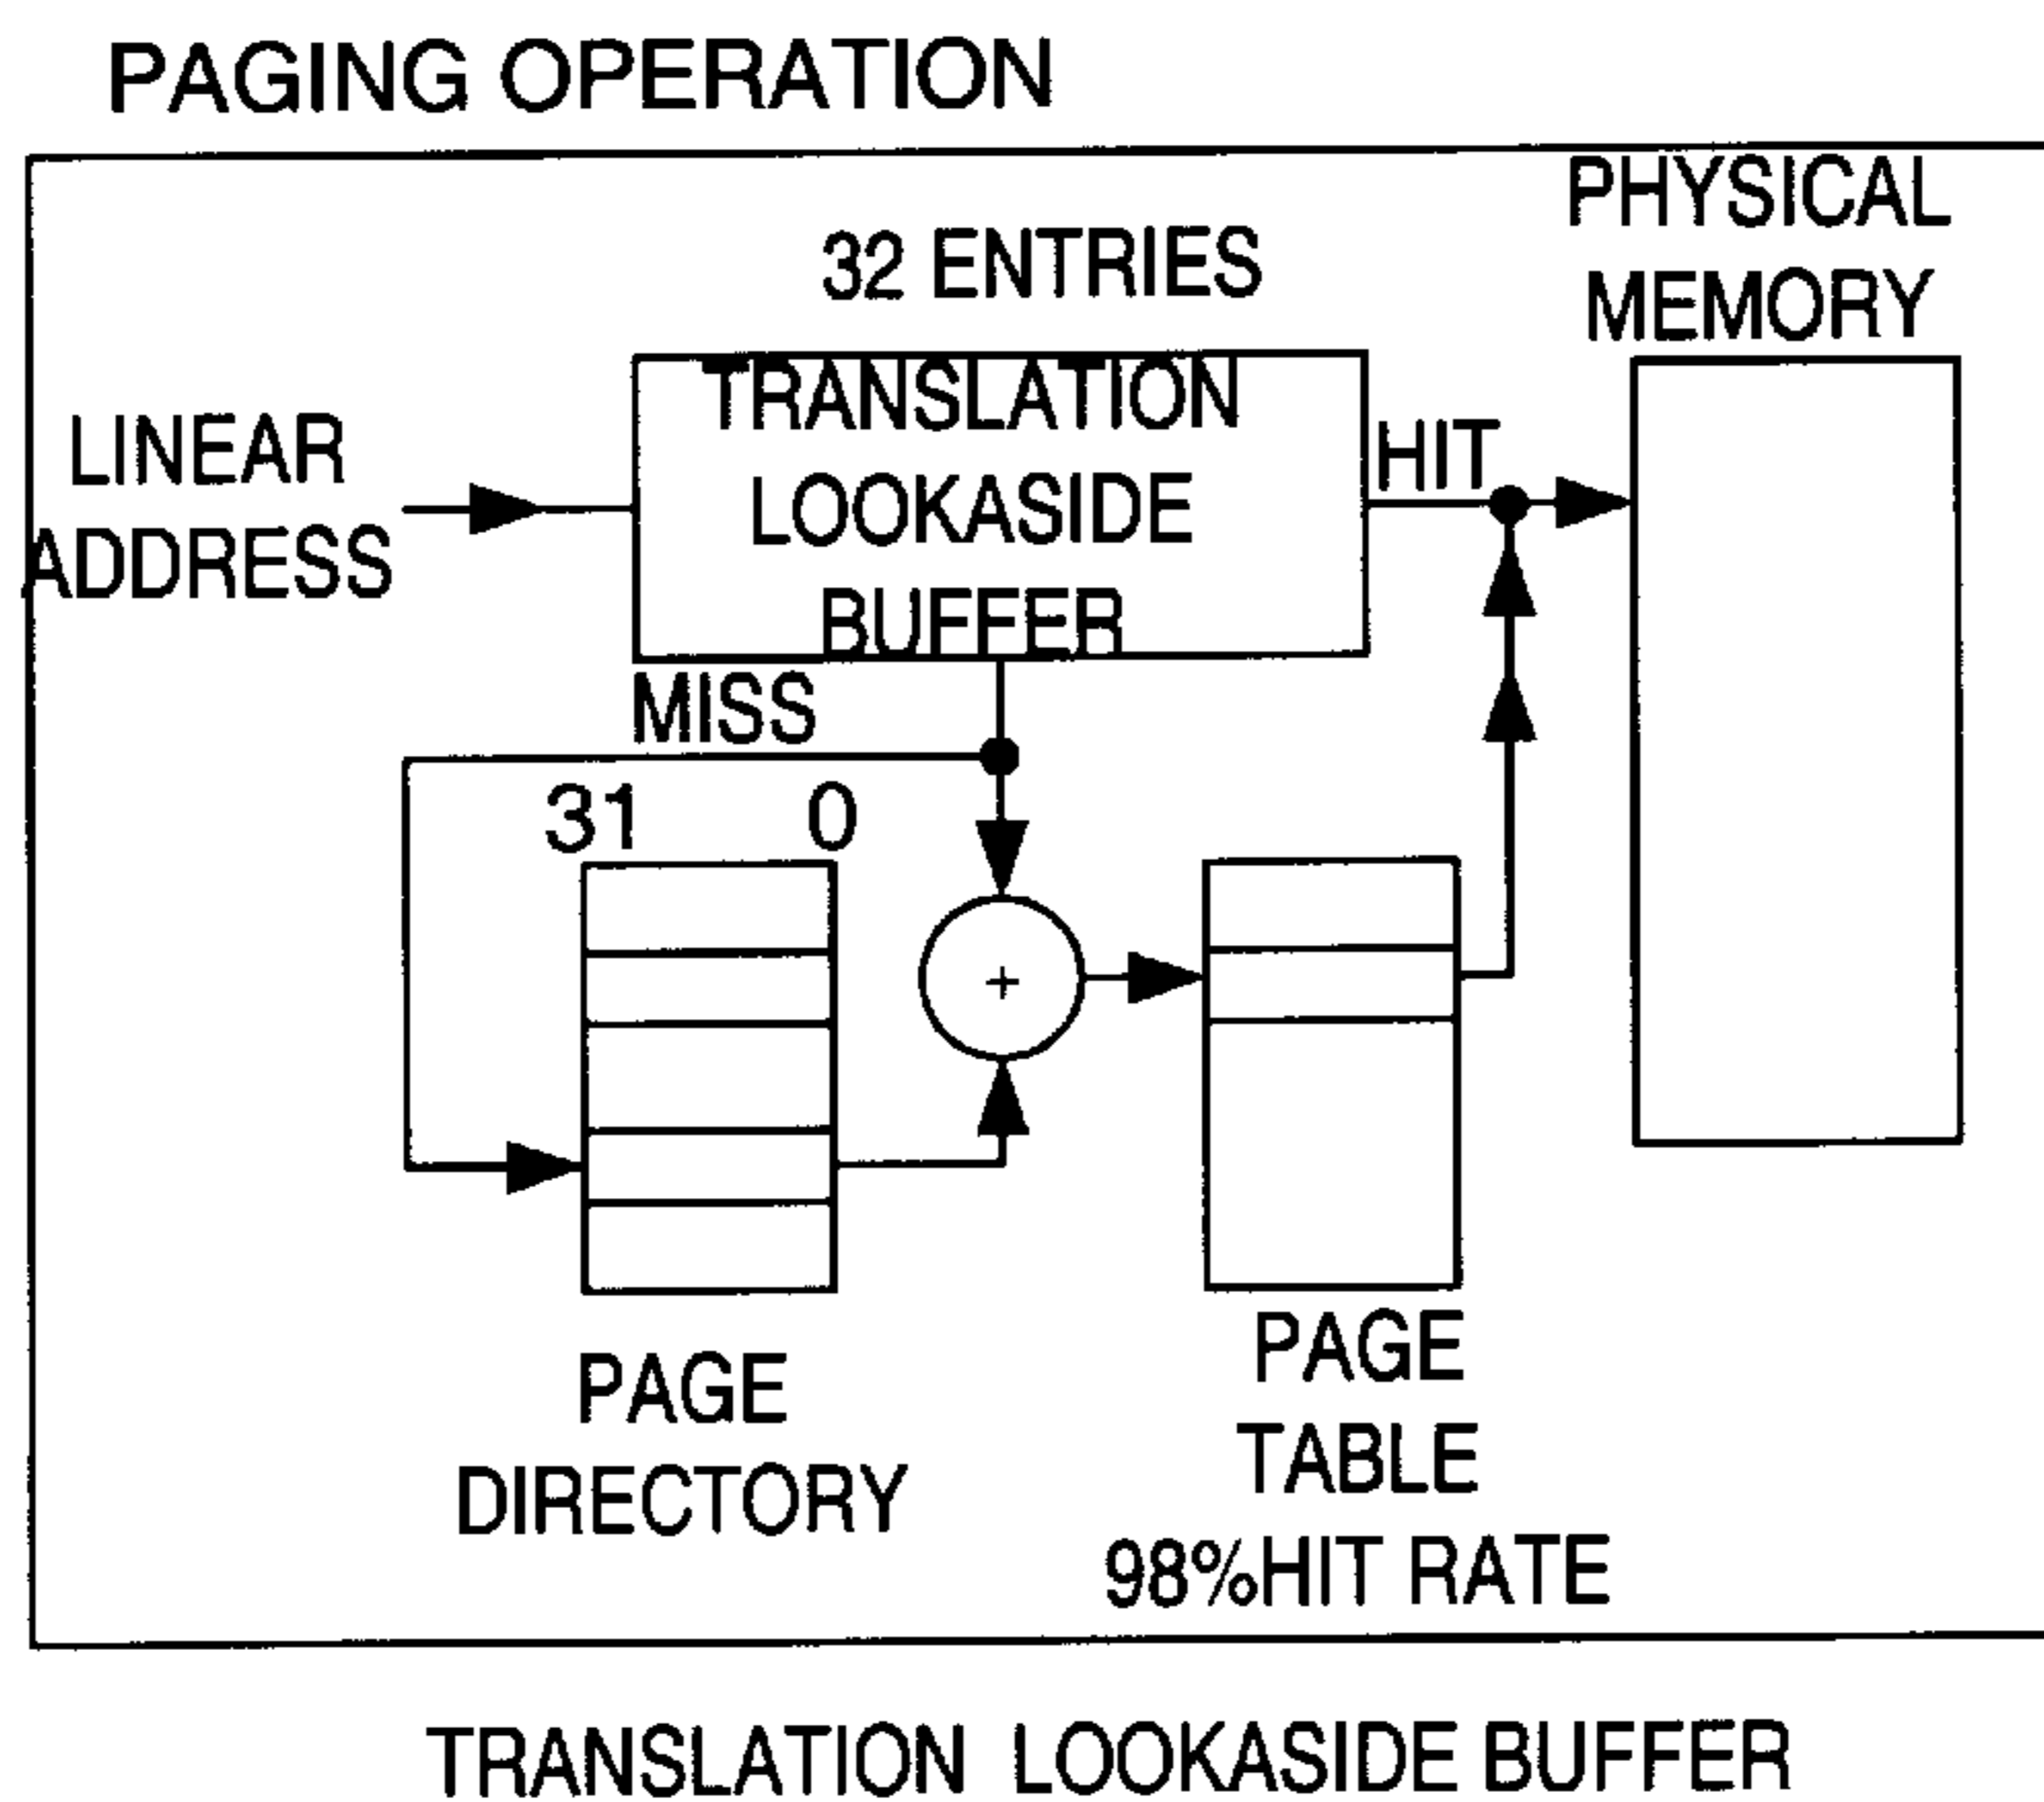 PAGING OPERATION
PHYSICAL
MEMORY
32 ENTRIES
TRANSLATION
LOOKASIDE
BUFFER
LINEAR
ADDRESS
HIT
MISS
31 0
+
PAGE
DIRECTORY
PAGE
TABLE
98%HIT RATE
TRANSLATION LOOKASIDE BUFFER